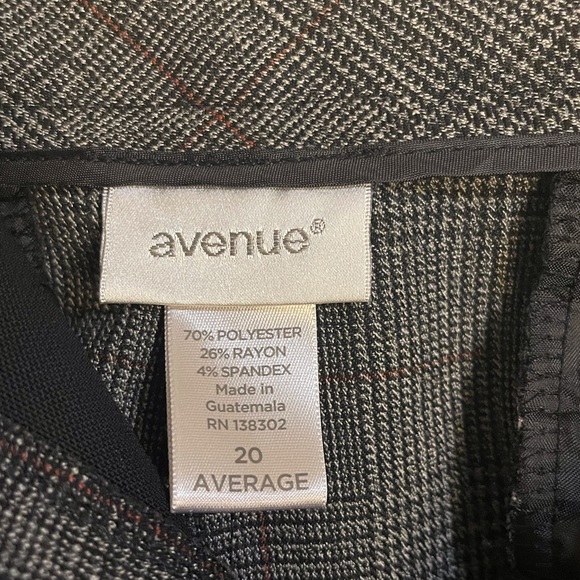 avenue®
70% POLYESTER
26% RAYON
4% SPANDEX
Made in
Guatemala
RN 138302
20
AVERAGE